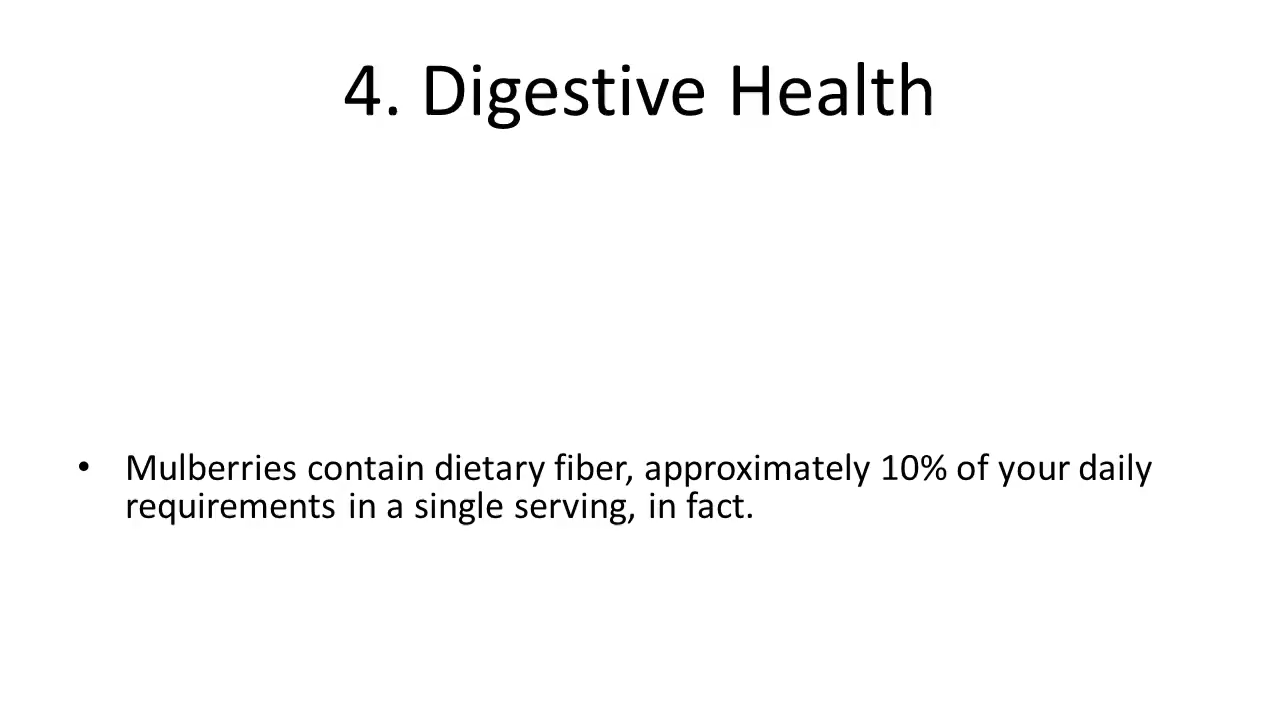 4. Digestive Health
• Mulberries contain dietary fiber, approximately 10% of your daily
requirements in a single serving, in fact.